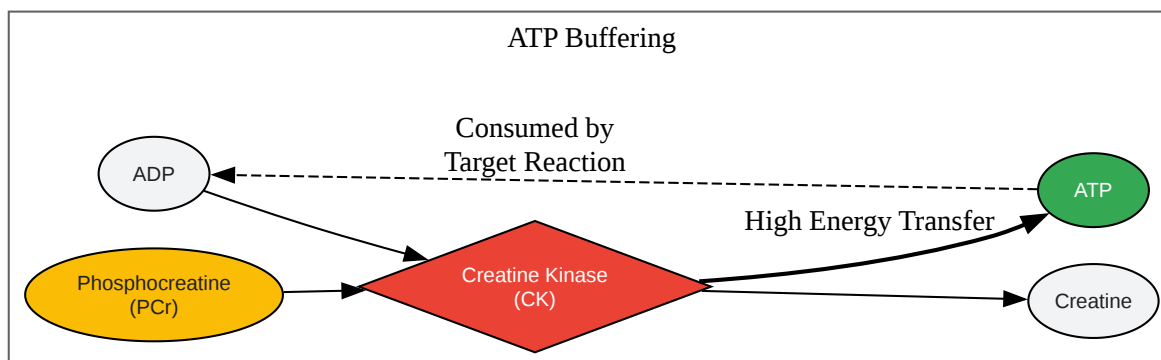 ATP Buffering
Consumed by
Target Reaction
ADP
ATP
High Energy Transfer
Phosphocreatine
(PCr)
Creatine Kinase
(CK)
Creatine